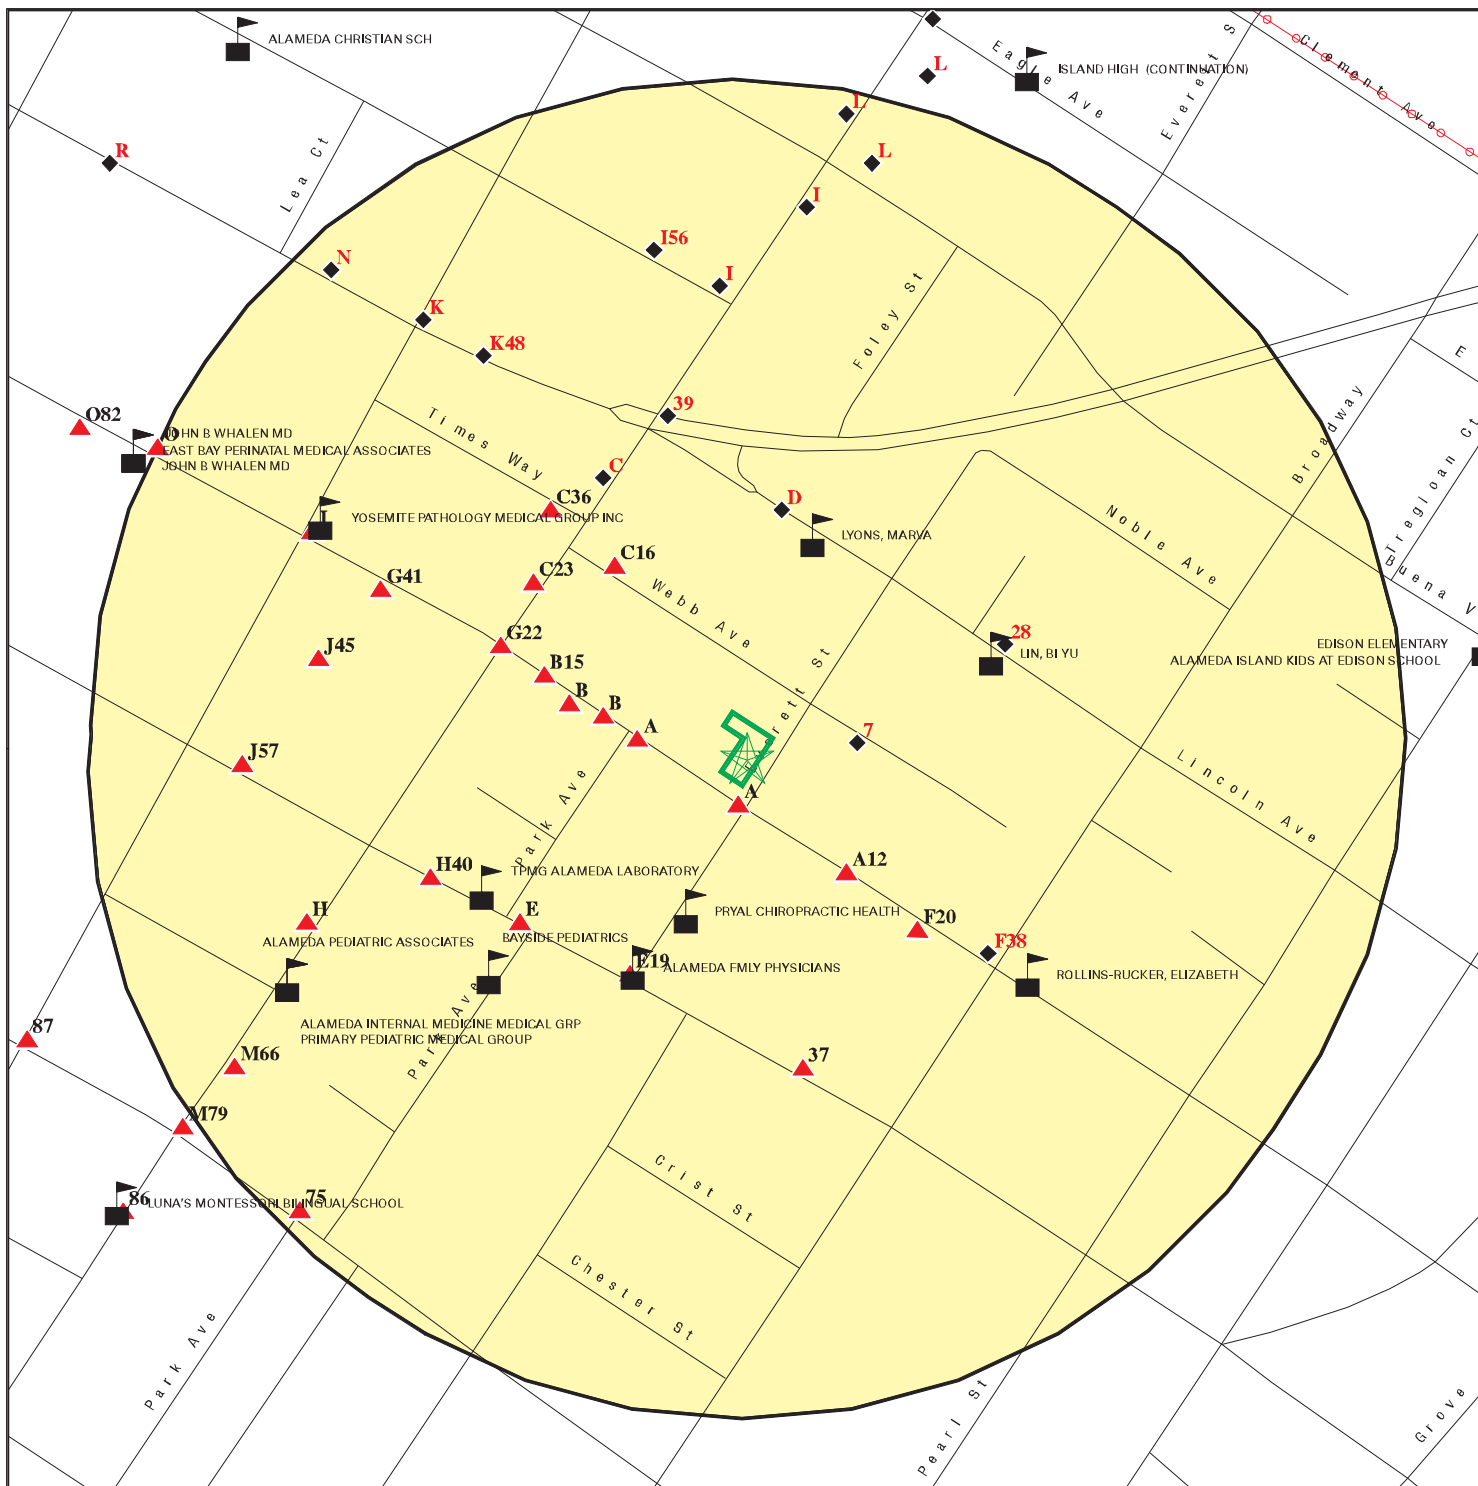 ALAMEDA CHRISTIAN SCH
Eagle Ave
ISLAND HIGH (CONTINUATION)
Everest S
Clement Ave
L
L
L
R
Lea Ct
I
I56
I
N
K
K48
Foley St
E
39
Times Way
Broadway
O82
O
JOHN B WHALEN MD
EAST BAY PERINATAL MEDICAL ASSOCIATES
JOHN B WHALEN MD
Tregloan Ct
C
C36
D
YOSEMITE PATHOLOGY MEDICAL GROUP INC
LYONS, MARVA
Noble Ave
Buena V
G41
C23
C16
Webb Ave
28
LIN, BI YU
EDISON ELEMENTARY
ALAMEDA ISLAND KIDS AT EDISON SCHOOL
J45
G22
B15
B
B
A
Everett St
7
J57
Lincoln Ave
A
Park Ave
H40
TPMG ALAMEDA LABORATORY
A12
H
E
PRYAL CHIROPRACTIC HEALTH
F20
ALAMEDA PEDIATRIC ASSOCIATES
BAYSIDE PEDIATRICS
F38
E19
ALAMEDA FMLY PHYSICIANS
ROLLINS-RUCKER, ELIZABETH
87
ALAMEDA INTERNAL MEDICINE MEDICAL GRP
PRIMARY PEDIATRIC MEDICAL GROUP
Park Ave
M66
37
M79
Crist St
86
LUNA'S MONTESSORI BILINGUAL SCHOOL
75
Chester St
Park Ave
Pearl St
Grove